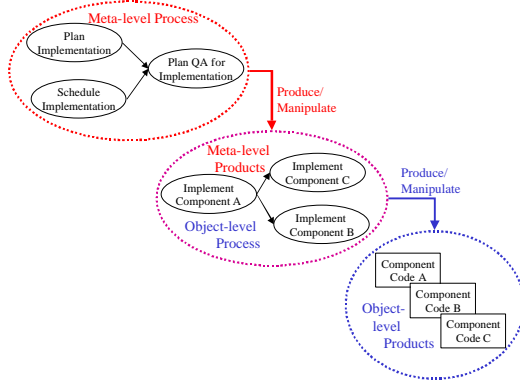 Meta-level Process
Plan
Implementation
Plan QA for
Implementation
Schedule
Implementation
Produce/
Manipulate
Meta-level
Products
Implement
Component C
Implement
Component A
Produce/
Manipulate
Object-level
Process
Implement
Component B
Component
Code A
Component
Code B
Object-
level
Products
Component
Code C